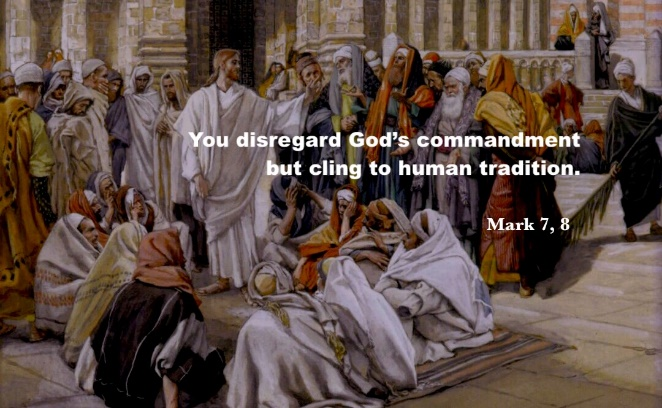 You disregard God’s commandment
but cling to human tradition.
Mark 7, 8